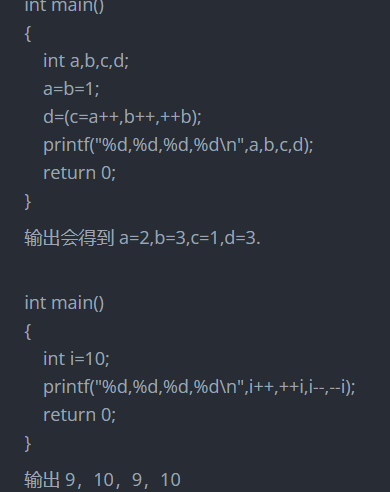 int main()
{
int a,b,c,d;
a=b=1;
d=(c=a++,b++,++b);
printf("%d,%d,%d,%d\n",a,b,c,d);
return 0;
}
输出会得到 a=2,b=3,c=1,d=3.
int main()
{
int i=10;
printf("%d,%d,%d,%d\n",i++,++i,i--,--i);
return 0;
}
输出 9，10，9，10